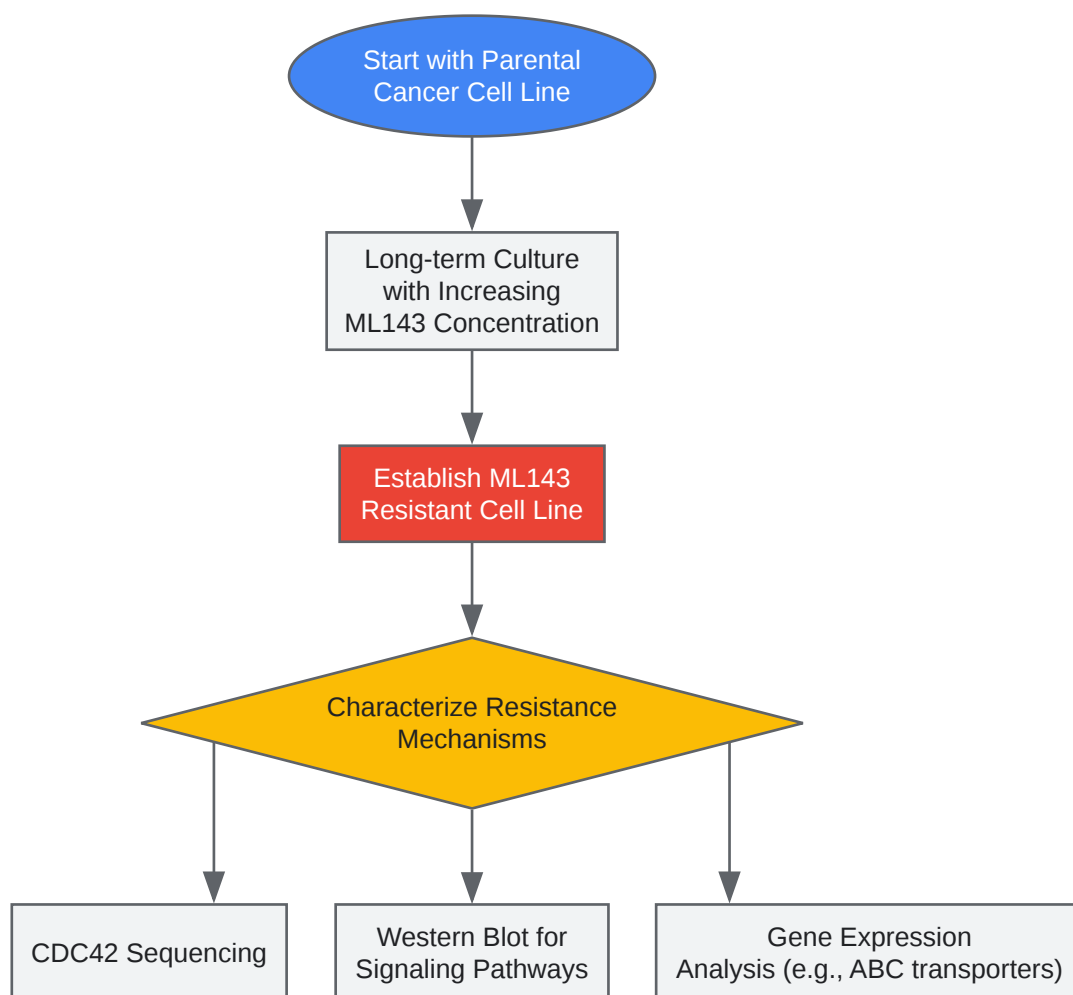 Start with Parental
Cancer Cell Line
Long-term Culture
with Increasing
ML143 Concentration
Establish ML143
Resistant Cell Line
Characterize Resistance
Mechanisms
CDC42 Sequencing
Western Blot for
Signaling Pathways
Gene Expression
Analysis (e.g., ABC transporters)